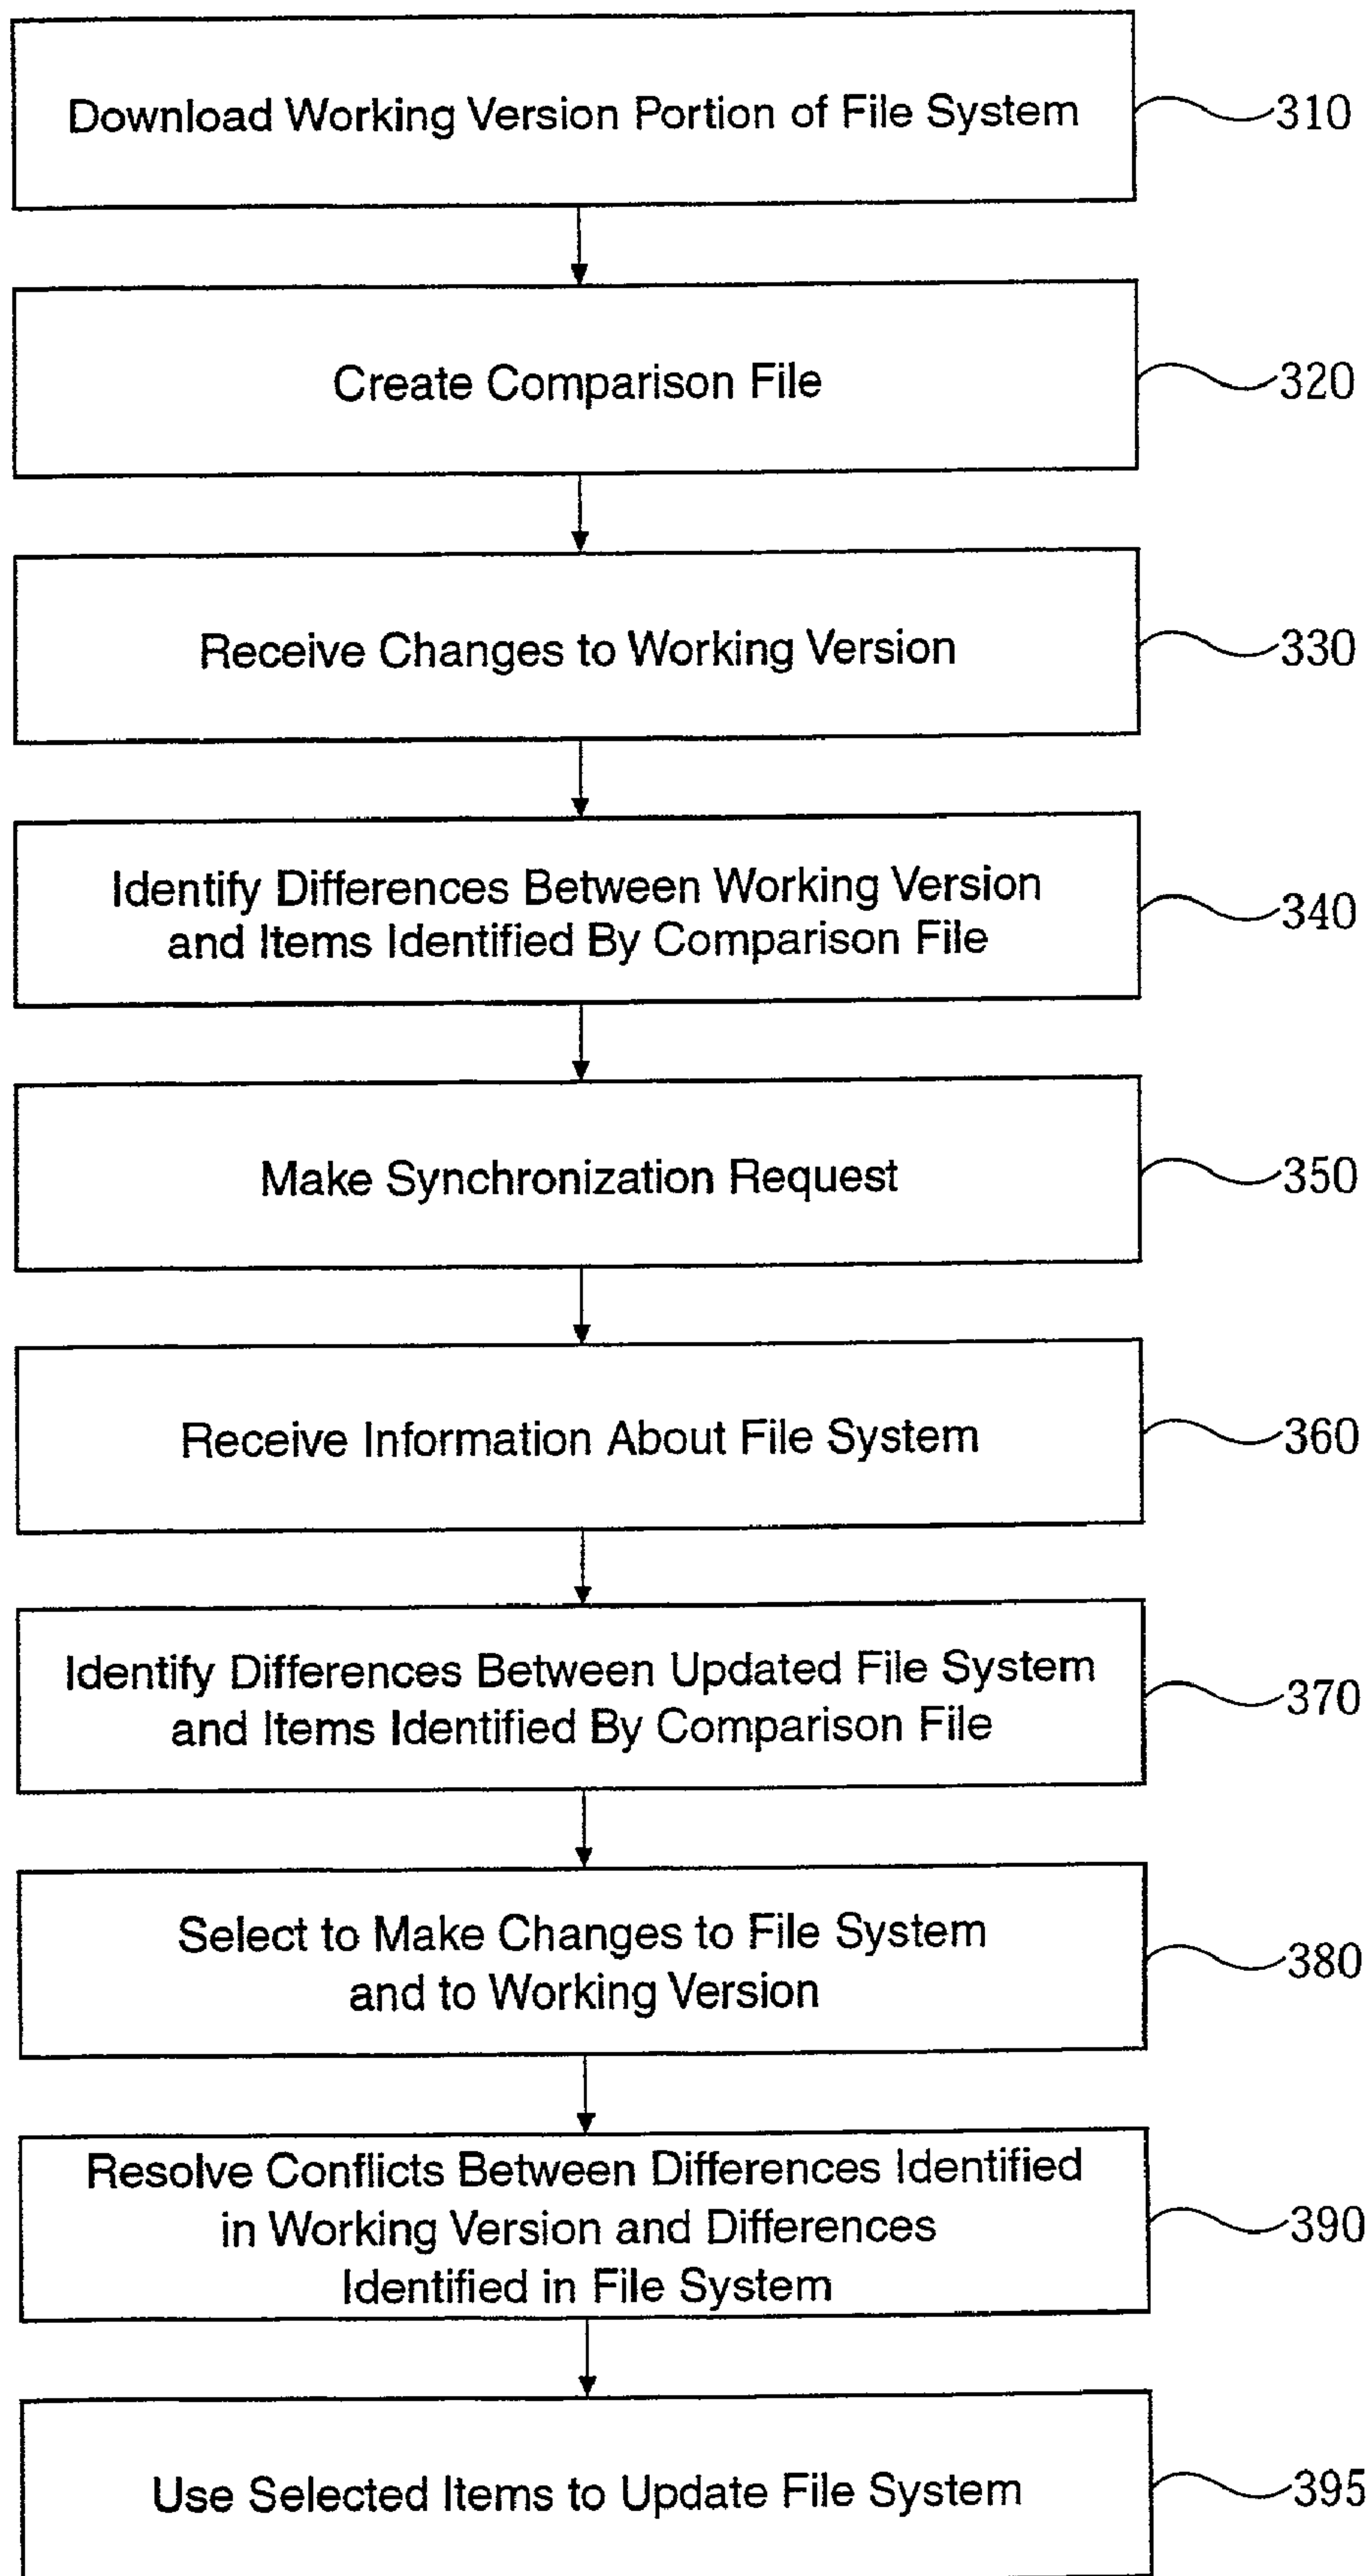 Download Working Version Portion of File System
310
Create Comparison File
320
Receive Changes to Working Version
330
Identify Differences Between Working Version
and Items Identified By Comparison File
340
Make Synchronization Request
350
Receive Information About File System
360
Identify Differences Between Updated File System
and Items Identified By Comparison File
370
Select to Make Changes to File System
and to Working Version
380
Resolve Conflicts Between Differences Identified
in Working Version and Differences
Identified in File System
390
Use Selected Items to Update File System
395